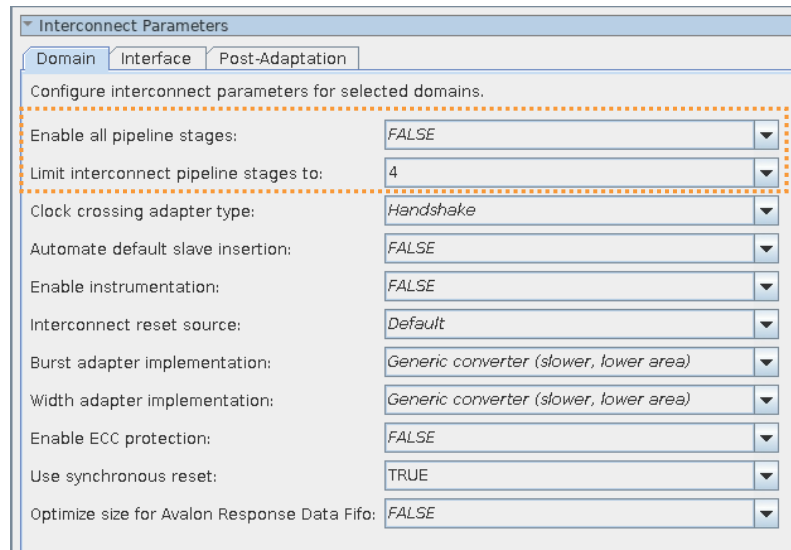 Interconnect Parameters
Domain Interface Post-Adaptation
Configure interconnect parameters for selected domains.
Enable all pipeline stages: FALSE
Limit interconnect pipeline stages to: 4
Clock crossing adapter type: Handshake
Automate default slave insertion: FALSE
Enable instrumentation: FALSE
Interconnect reset source: Default
Burst adapter implementation: Generic converter (slower, lower area)
Width adapter implementation: Generic converter (slower, lower area)
Enable ECC protection: FALSE
Use synchronous reset: TRUE
Optimize size for Avalon Response Data Fifo: FALSE